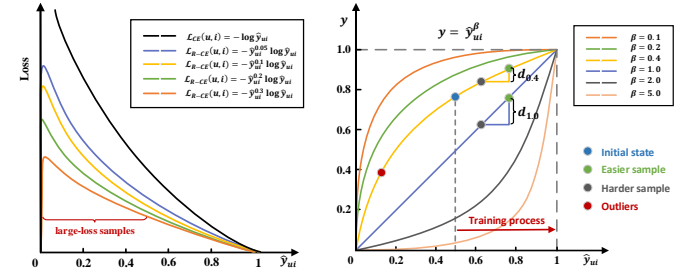 Loss
ℒ_CE(u, i) = − log ŷ_ui
ℒ_R−CE(u, i) = − ŷ_ui^0.05 log ŷ_ui
ℒ_R−CE(u, i) = − ŷ_ui^0.1 log ŷ_ui
ℒ_R−CE(u, i) = − ŷ_ui^0.2 log ŷ_ui
ℒ_R−CE(u, i) = − ŷ_ui^0.3 log ŷ_ui
large-loss samples
0 0.2 0.4 0.6 0.8 1 ŷ_ui
y
y = ŷ_ui^β
1.0
0.8
0.6
0.4
0.2
0
d_0.4
d_1.0
Training process
0 0.2 0.4 0.6 0.8 1 ŷ_ui
β = 0.1
β = 0.2
β = 0.4
β = 1.0
β = 2.0
β = 5.0
Initial state
Easier sample
Harder sample
Outliers